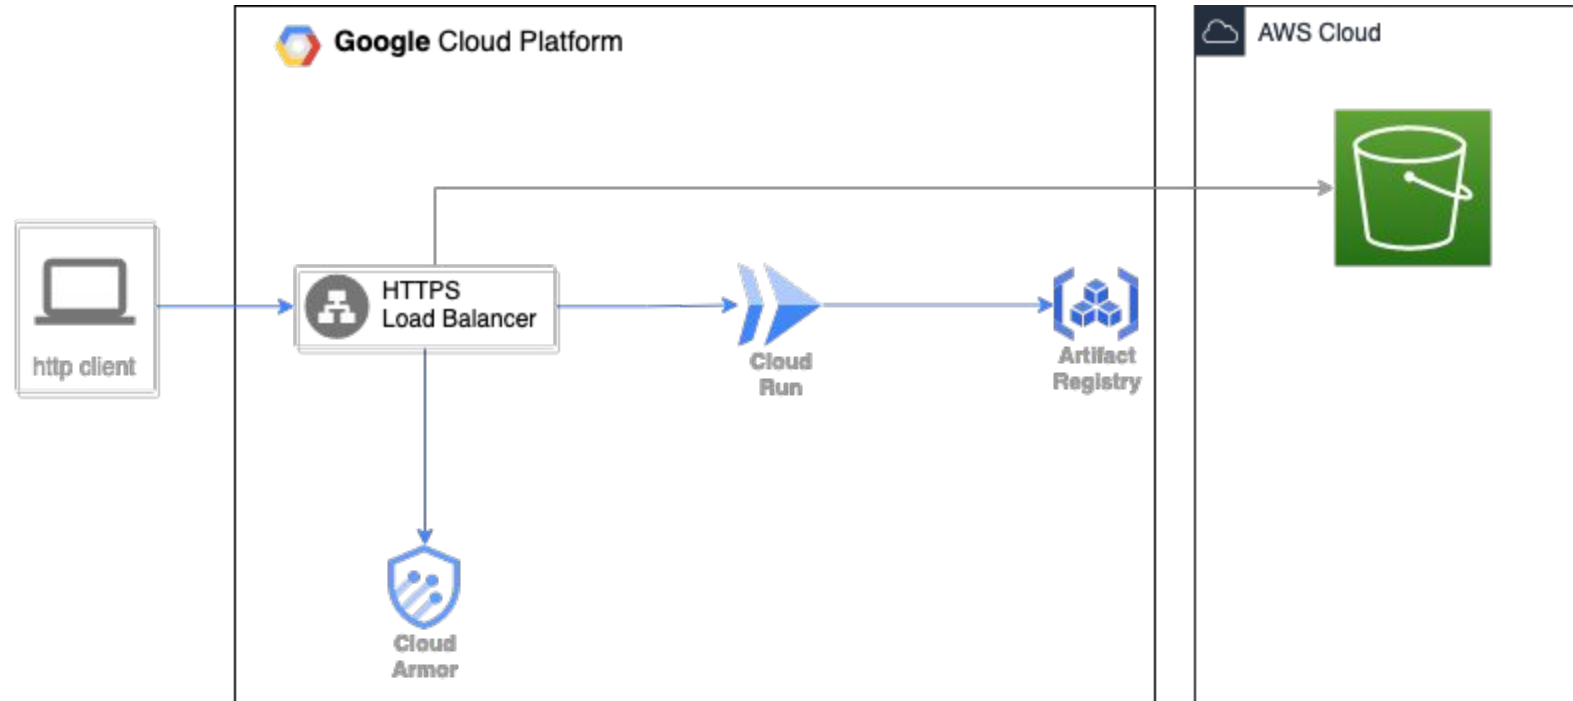 Google Cloud Platform
AWS Cloud
http client
HTTPS
Load Balancer
Cloud
Run
Artifact
Registry
Cloud
Armor